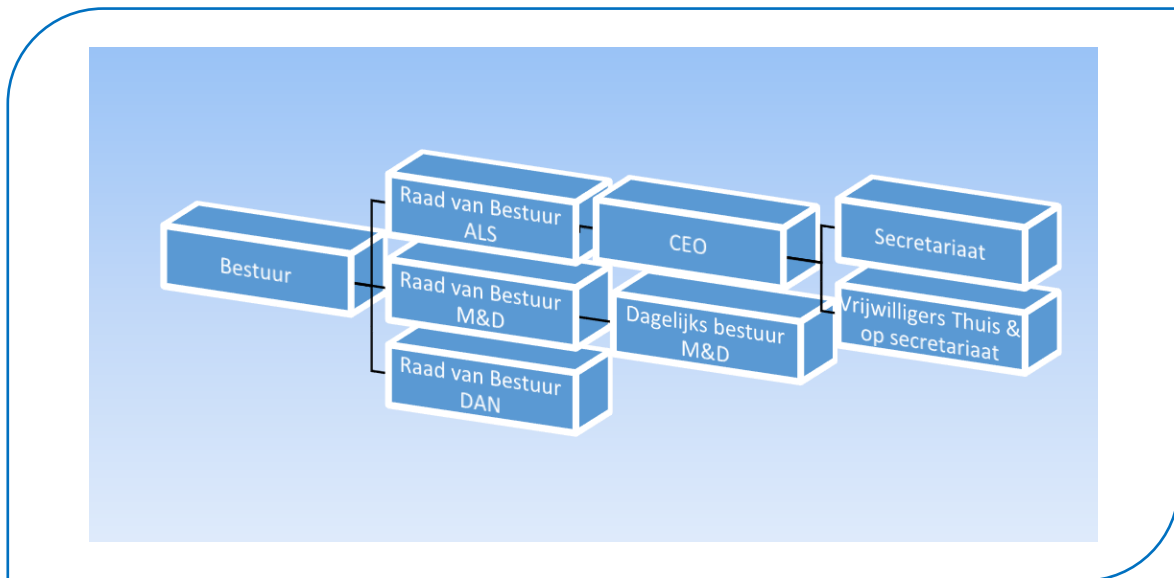 Bestuur
Raad van Bestuur
ALS
Raad van Bestuur
M&D
Raad van Bestuur
DAN
CEO
Dagelijks bestuur
M&D
Secretariaat
Vrijwilligers Thuis &
op secretariaat